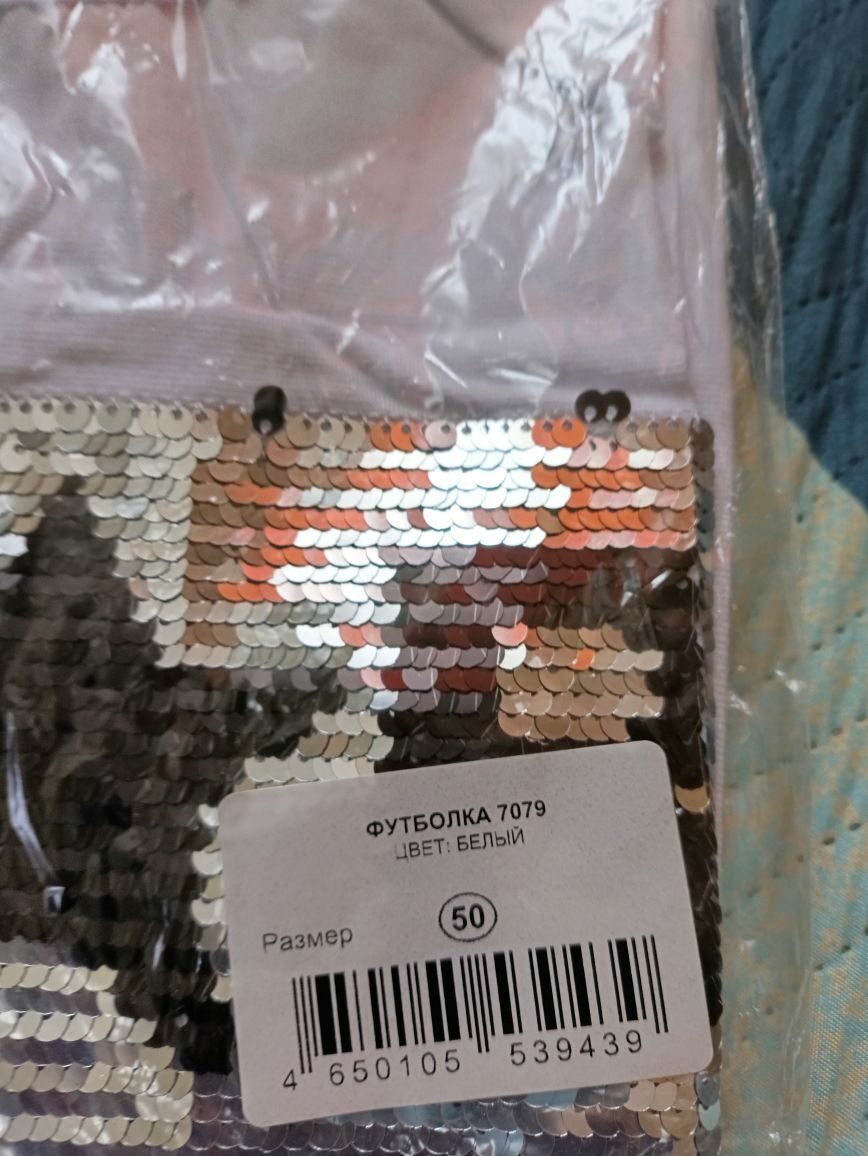 ФУТБОЛКА 7079
ЦВЕТ: БЕЛЫЙ
50
Размер
4 650105 539439